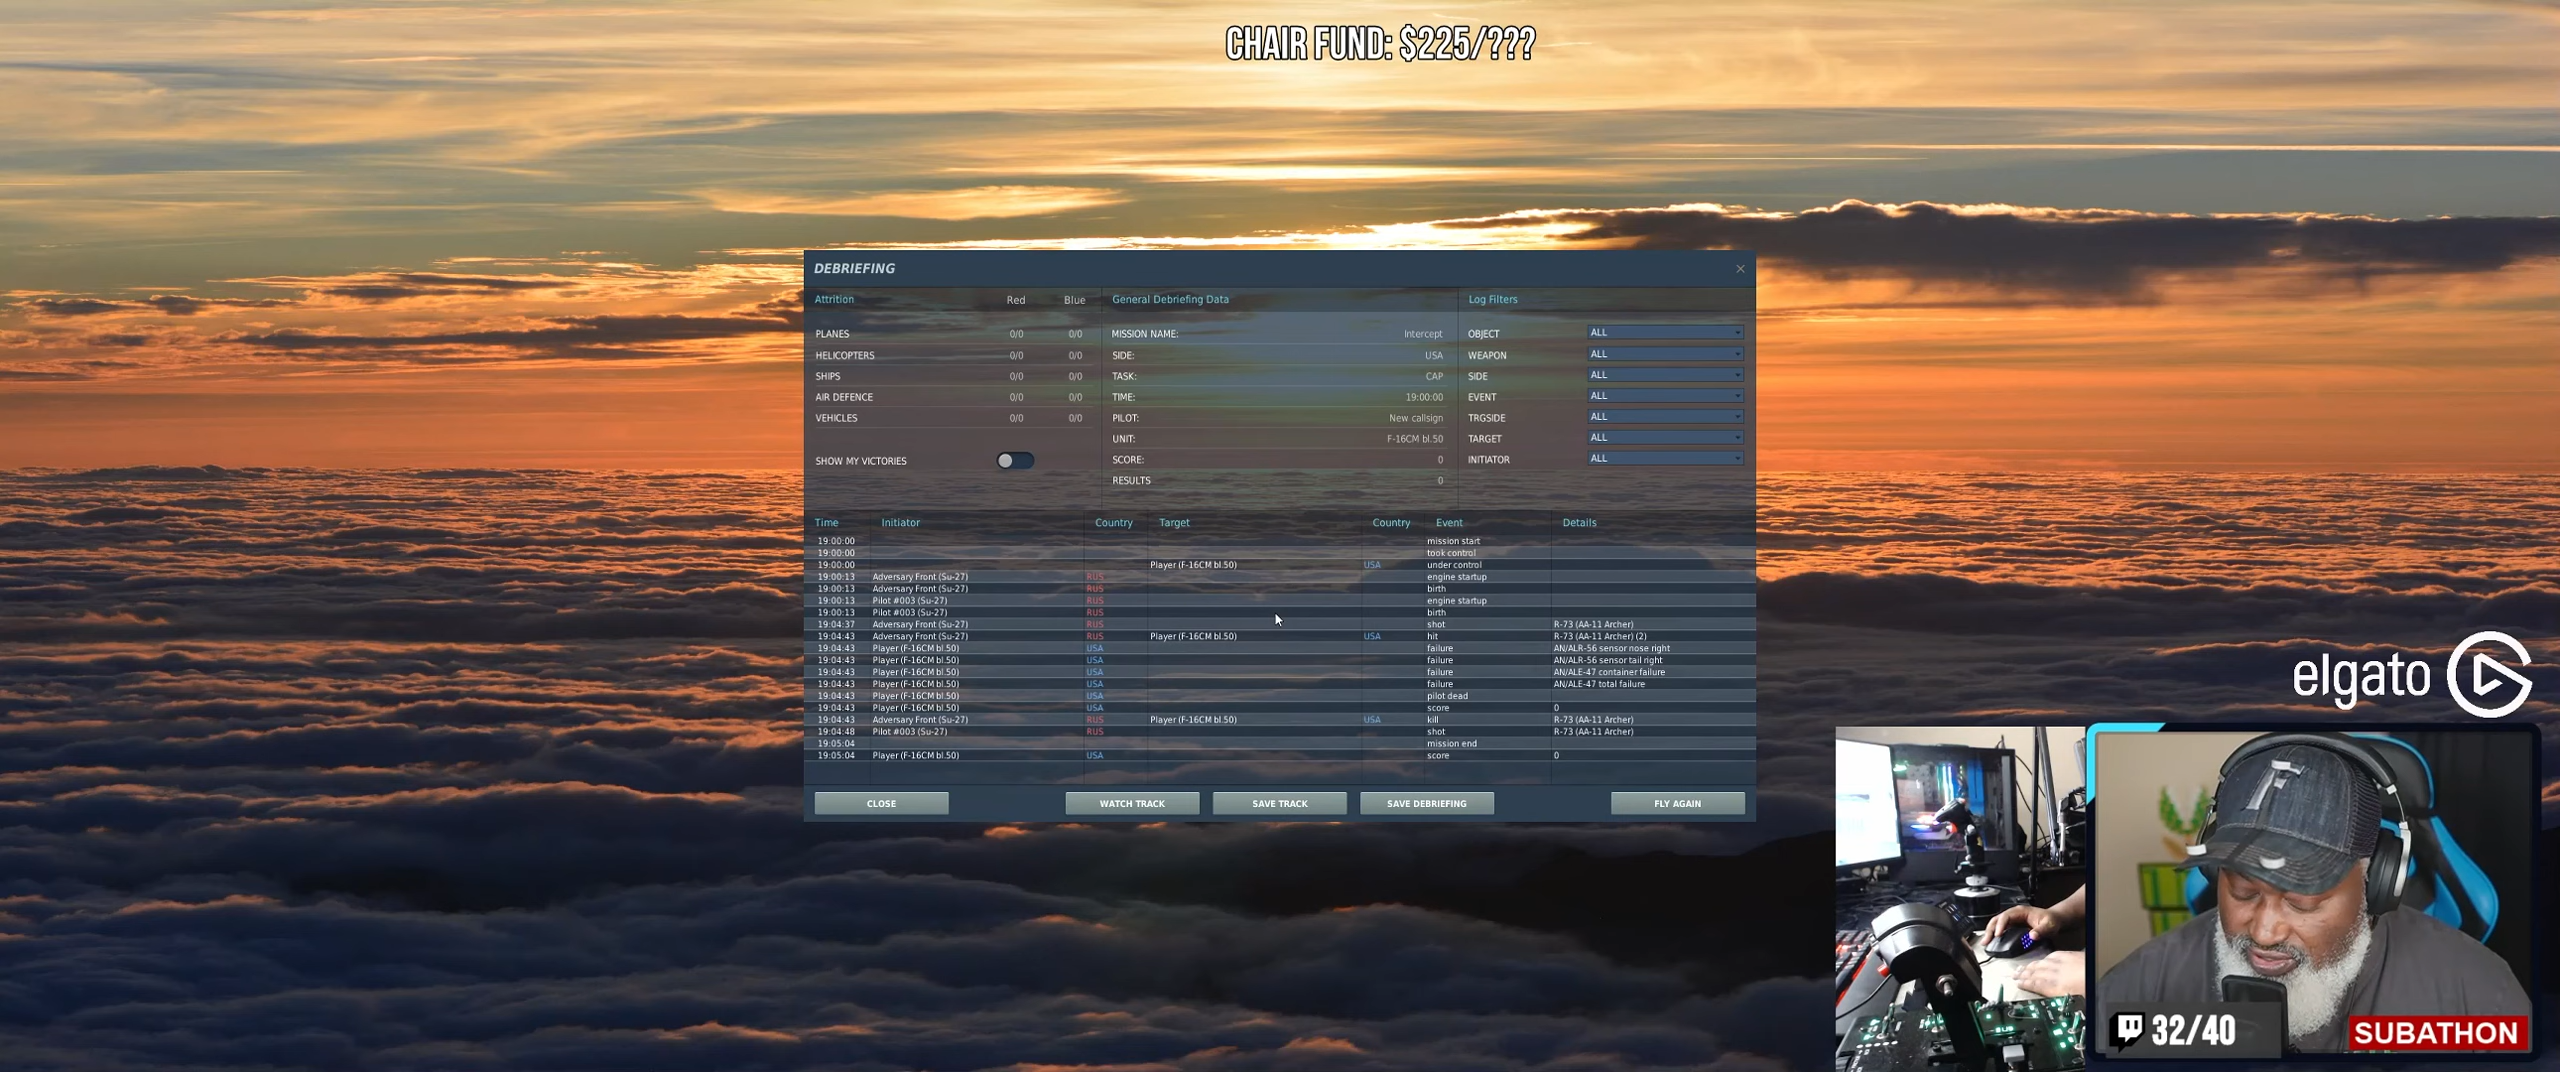 CHAIR FUND: $225/???
DEBRIEFING
Attrition Red Blue
PLANES 0/0 0/0
HELICOPTERS 0/0 0/0
SHIPS 0/0 0/0
AIR DEFENCE 0/0 0/0
VEHICLES 0/0 0/0
SHOW MY VICTORIES
General Debriefing Data
MISSION NAME: Intercept
SIDE: USA
TASK: CAP
TIME: 19:00:00
PILOT: New callsign
UNIT: F-16CM bl.50
SCORE: 0
RESULTS 0
Log Filters
OBJECT ALL
WEAPON ALL
SIDE ALL
EVENT ALL
TRGSIDE ALL
TARGET ALL
INITIATOR ALL
Time Initiator Country Target Country Event Details
19:00:00 mission start
19:00:00 took control
19:00:00 Player (F-16CM bl.50) USA under control
19:00:13 Adversary Front (Su-27) RUS engine startup
19:00:13 Adversary Front (Su-27) RUS birth
19:00:13 Pilot #003 (Su-27) RUS engine startup
19:00:13 Pilot #003 (Su-27) RUS birth
19:04:37 Adversary Front (Su-27) RUS shot R-73 (AA-11 Archer)
19:04:43 Adversary Front (Su-27) RUS Player (F-16CM bl.50) USA hit R-73 (AA-11 Archer) (2)
19:04:43 Player (F-16CM bl.50) USA failure AN/ALR-56 sensor nose right
19:04:43 Player (F-16CM bl.50) USA failure AN/ALR-56 sensor tail right
19:04:43 Player (F-16CM bl.50) USA failure AN/ALE-47 container failure
19:04:43 Player (F-16CM bl.50) USA failure AN/ALE-47 total failure
19:04:43 Player (F-16CM bl.50) USA pilot dead
19:04:43 Player (F-16CM bl.50) USA score 0
19:04:43 Adversary Front (Su-27) RUS Player (F-16CM bl.50) USA kill R-73 (AA-11 Archer)
19:04:48 Pilot #003 (Su-27) RUS shot R-73 (AA-11 Archer)
19:05:04 mission end
19:05:04 Player (F-16CM bl.50) USA score 0
CLOSE WATCH TRACK SAVE TRACK SAVE DEBRIEFING FLY AGAIN
elgato
32/40
SUBATHON